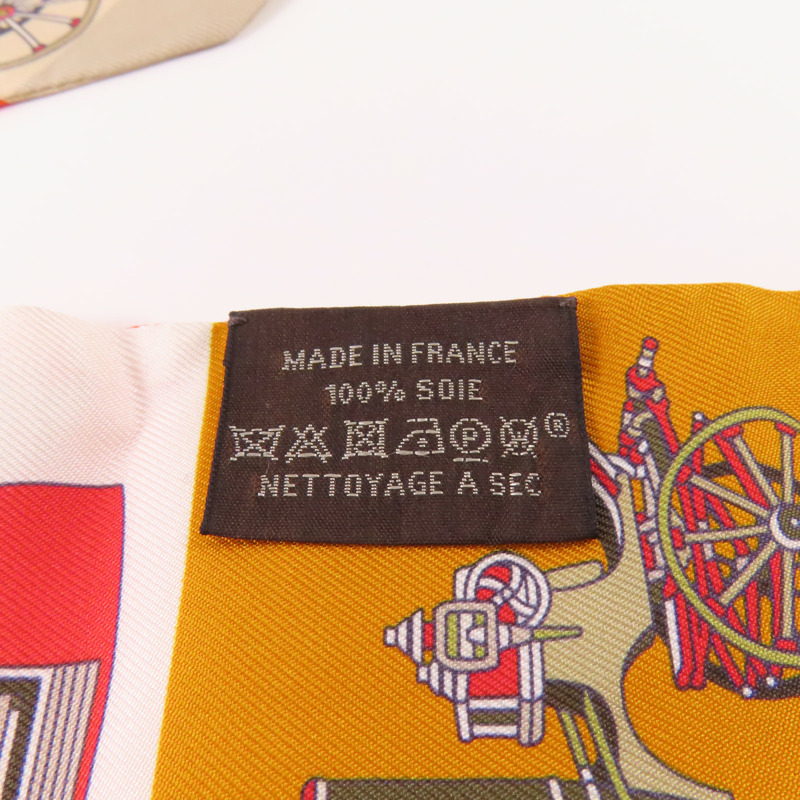 MADE IN FRANCE
100% SOIE
P W ®
NETTOYAGE A SEC